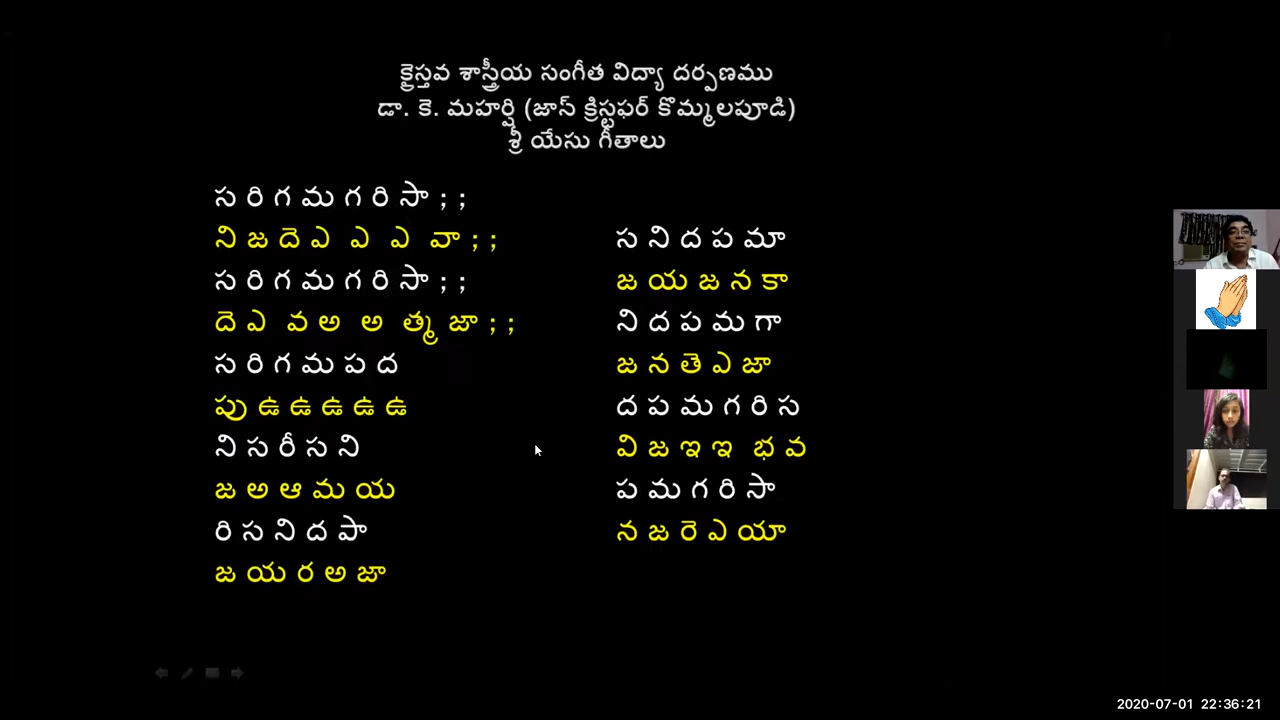 క్రైస్తవ శాస్త్రీయ సంగీత విద్యా దర్పణము
డా. కె. మహర్షి (జాస్ క్రిస్టఫర్ కొమ్మలపూడి)
శ్రీ యేసు గీతాలు
స రి గ మ గ రి సా ; ;
ని జ దె ఎ ఎ ఎ వా ; ;
స రి గ మ గ రి సా ; ;
దె ఎ వ అ అ త్మ జా ; ;
స రి గ మ ప ద
పు ఉ ఉ ఉ ఉ ఉ
ని స రీ స ని
జ అ ఆ మ య
రి స ని ద పా
జ య ర అ జా
స ని ద ప మా
జ య జ న కా
ని ద ప మ గా
జ న తె ఎ జా
ద ప మ గ రి స
వి జ ఇ ఇ భ వ
ప మ గ రి సా
న జ రె ఎ యా
2020-07-01 22:36:21